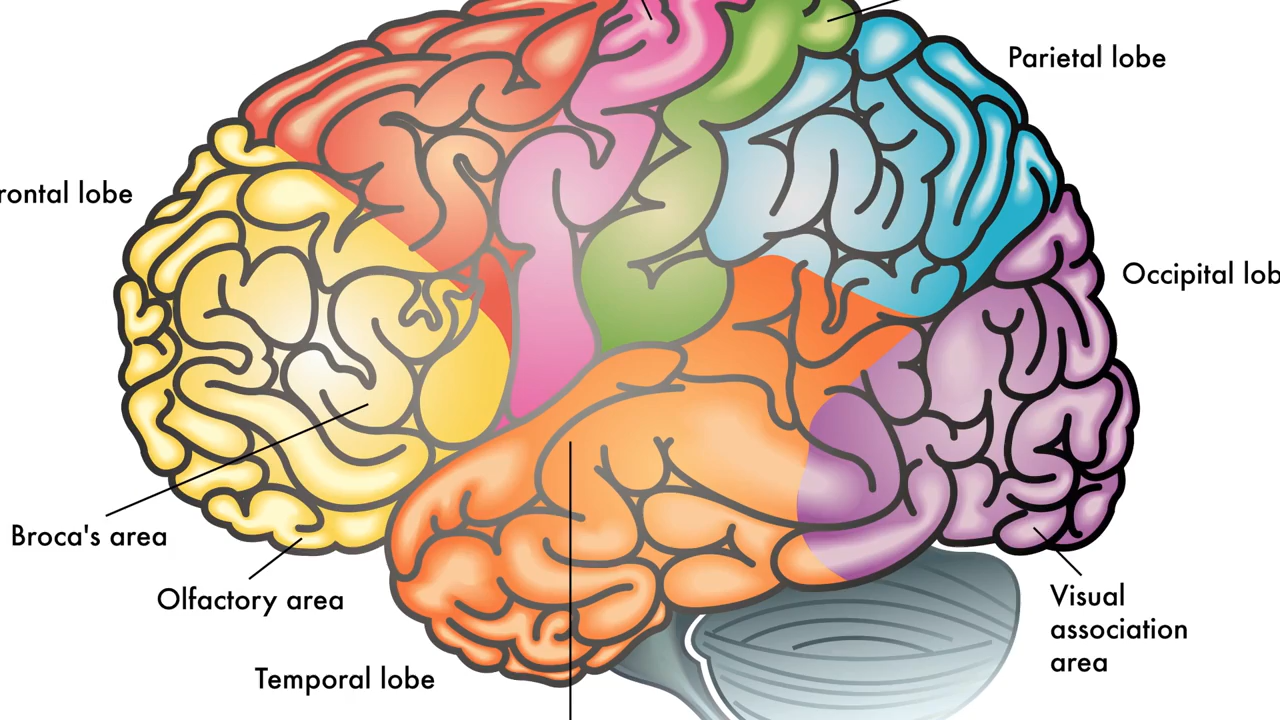 Parietal lobe
rontal lobe
Occipital lob
Broca's area
Olfactory area
Visual
association
area
Temporal lobe